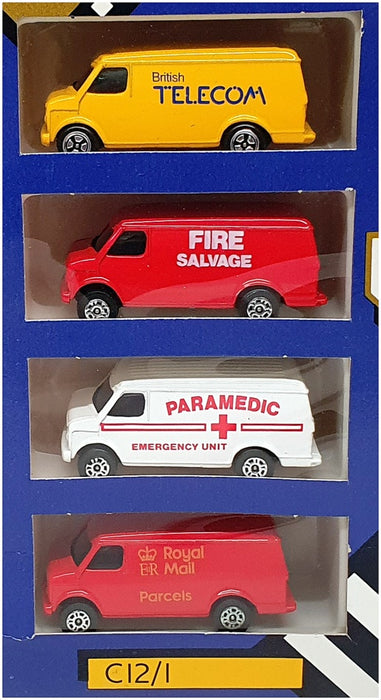 British
TELECOM
FIRE
SALVAGE
PARAMEDIC
EMERGENCY UNIT
Royal
E R Mail
Parcels
C12/1